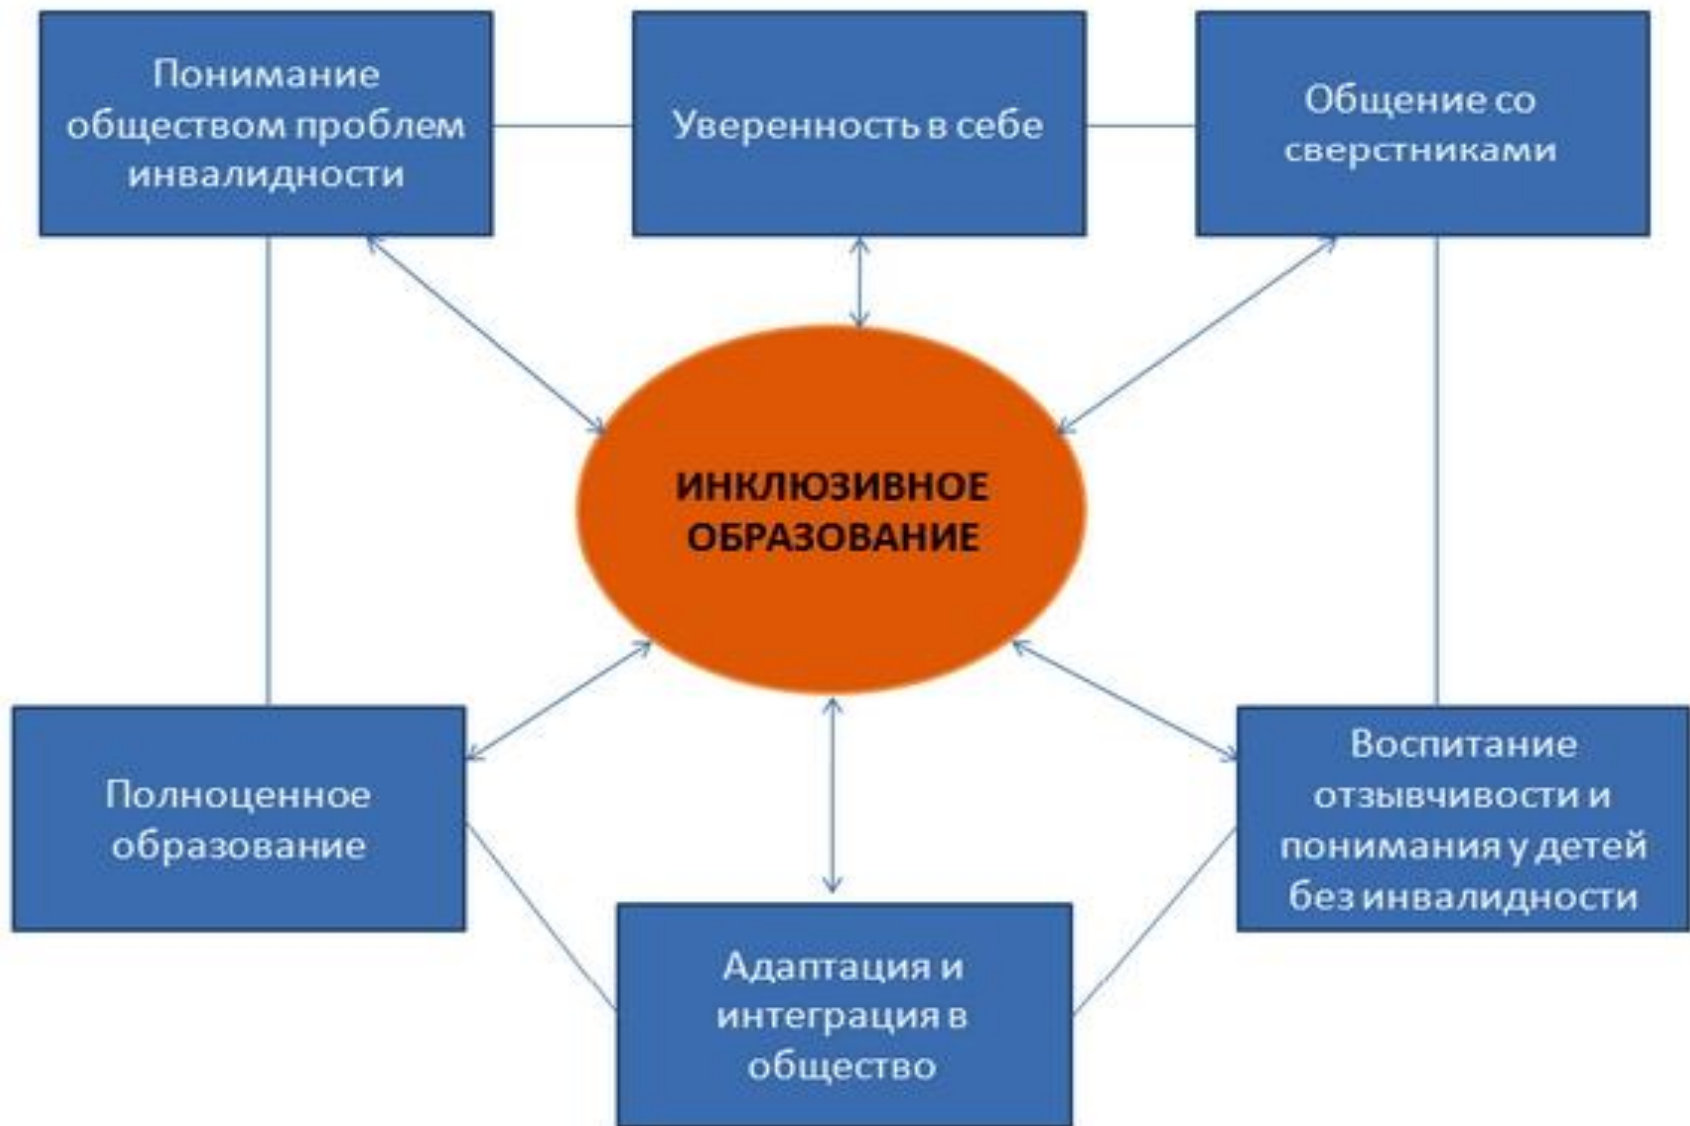 Понимание
обществом проблем
инвалидности
Уверенность в себе
Общение со
сверстниками
ИНКЛЮЗИВНОЕ
ОБРАЗОВАНИЕ
Полноценное
образование
Адаптация и
интеграция в
общество
Воспитание
отзывчивости и
понимания у детей
без инвалидности